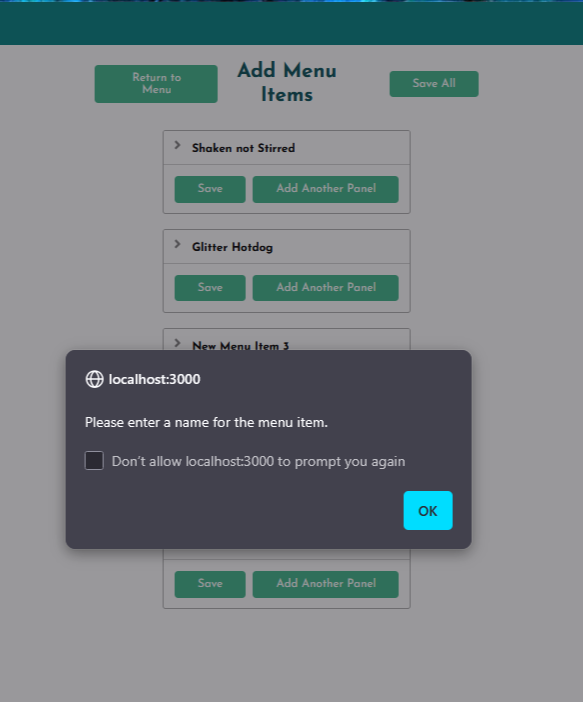 Return to
Menu
Add Menu
Items
Save All
Shaken not Stirred
Save
Add Another Panel
Glitter Hotdog
Save
Add Another Panel
New Menu Item 3
localhost:3000
Please enter a name for the menu item.
Don't allow localhost:3000 to prompt you again
OK
Save
Add Another Panel